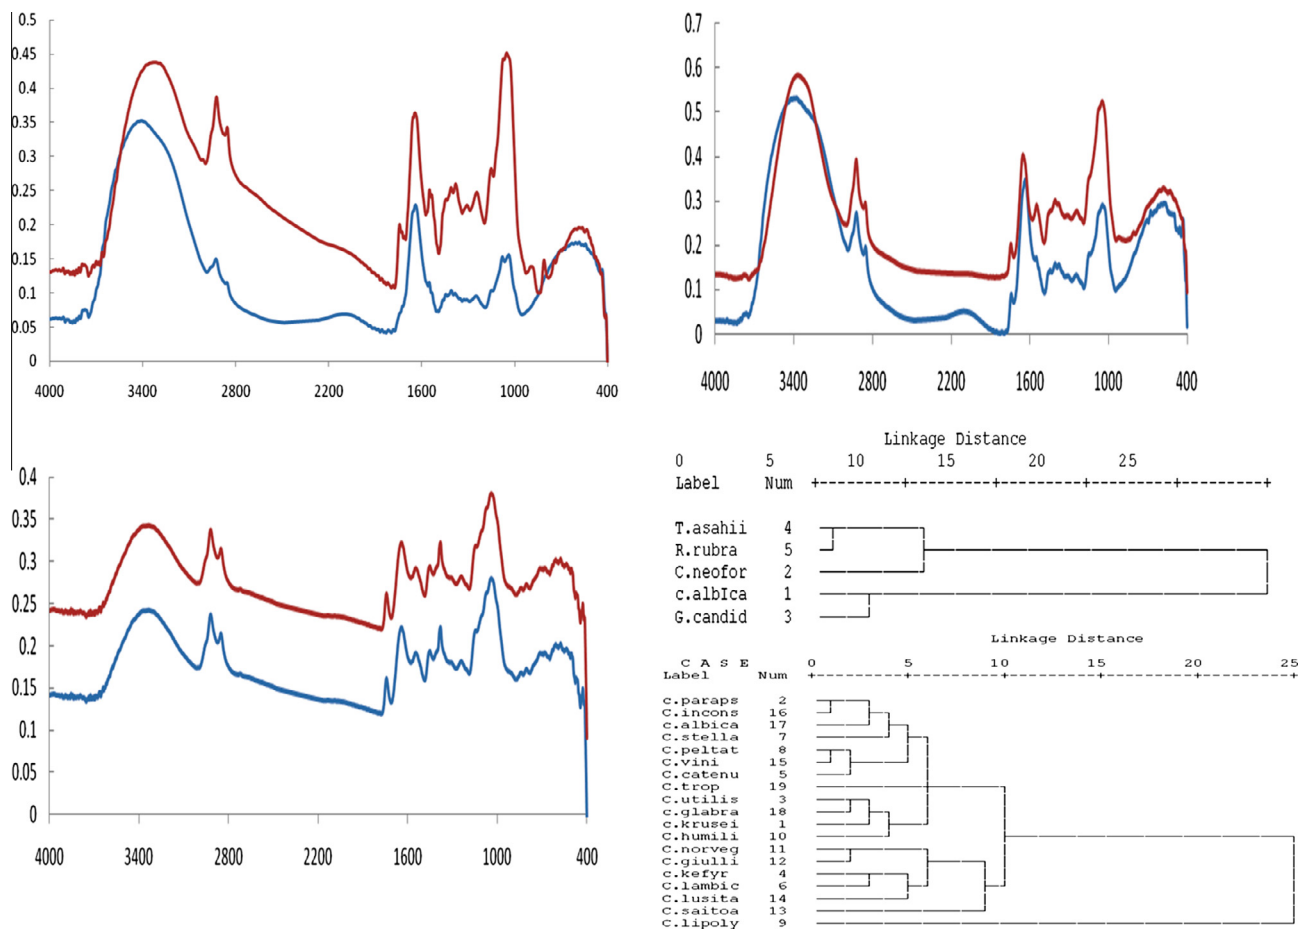 0.5
0.45
0.4
0.35
0.3
0.25
0.2
0.15
0.1
0.05
0
4000 3400 2800 2200 1600 1000 400
0.7
0.6
0.5
0.4
0.3
0.2
0.1
0
4000 3400 2800 2200 1600 1000 400
0.4
0.35
0.3
0.25
0.2
0.15
0.1
0.05
0
4000 3400 2800 2200 1600 1000 400
Linkage Distance
0 5 10 15 20 25
Label Num
T.asahii 4
R.rubra 5
C.neofor 2
c.albIca 1
G.candid 3
Linkage Distance
C A S E 0 5 10 15 20 25
Label Num
c.paraps 2
C.incons 16
c.albica 17
C.stella 7
C.peltat 8
C.vini 15
C.catenu 5
C.trop 19
C.utilis 3
c.glabra 18
c.krusei 1
C.humili 10
C.norveg 11
C.giulli 12
c.kefyr 4
C.lambic 6
C.lusita 14
C.saitoa 13
C.lipoly 9